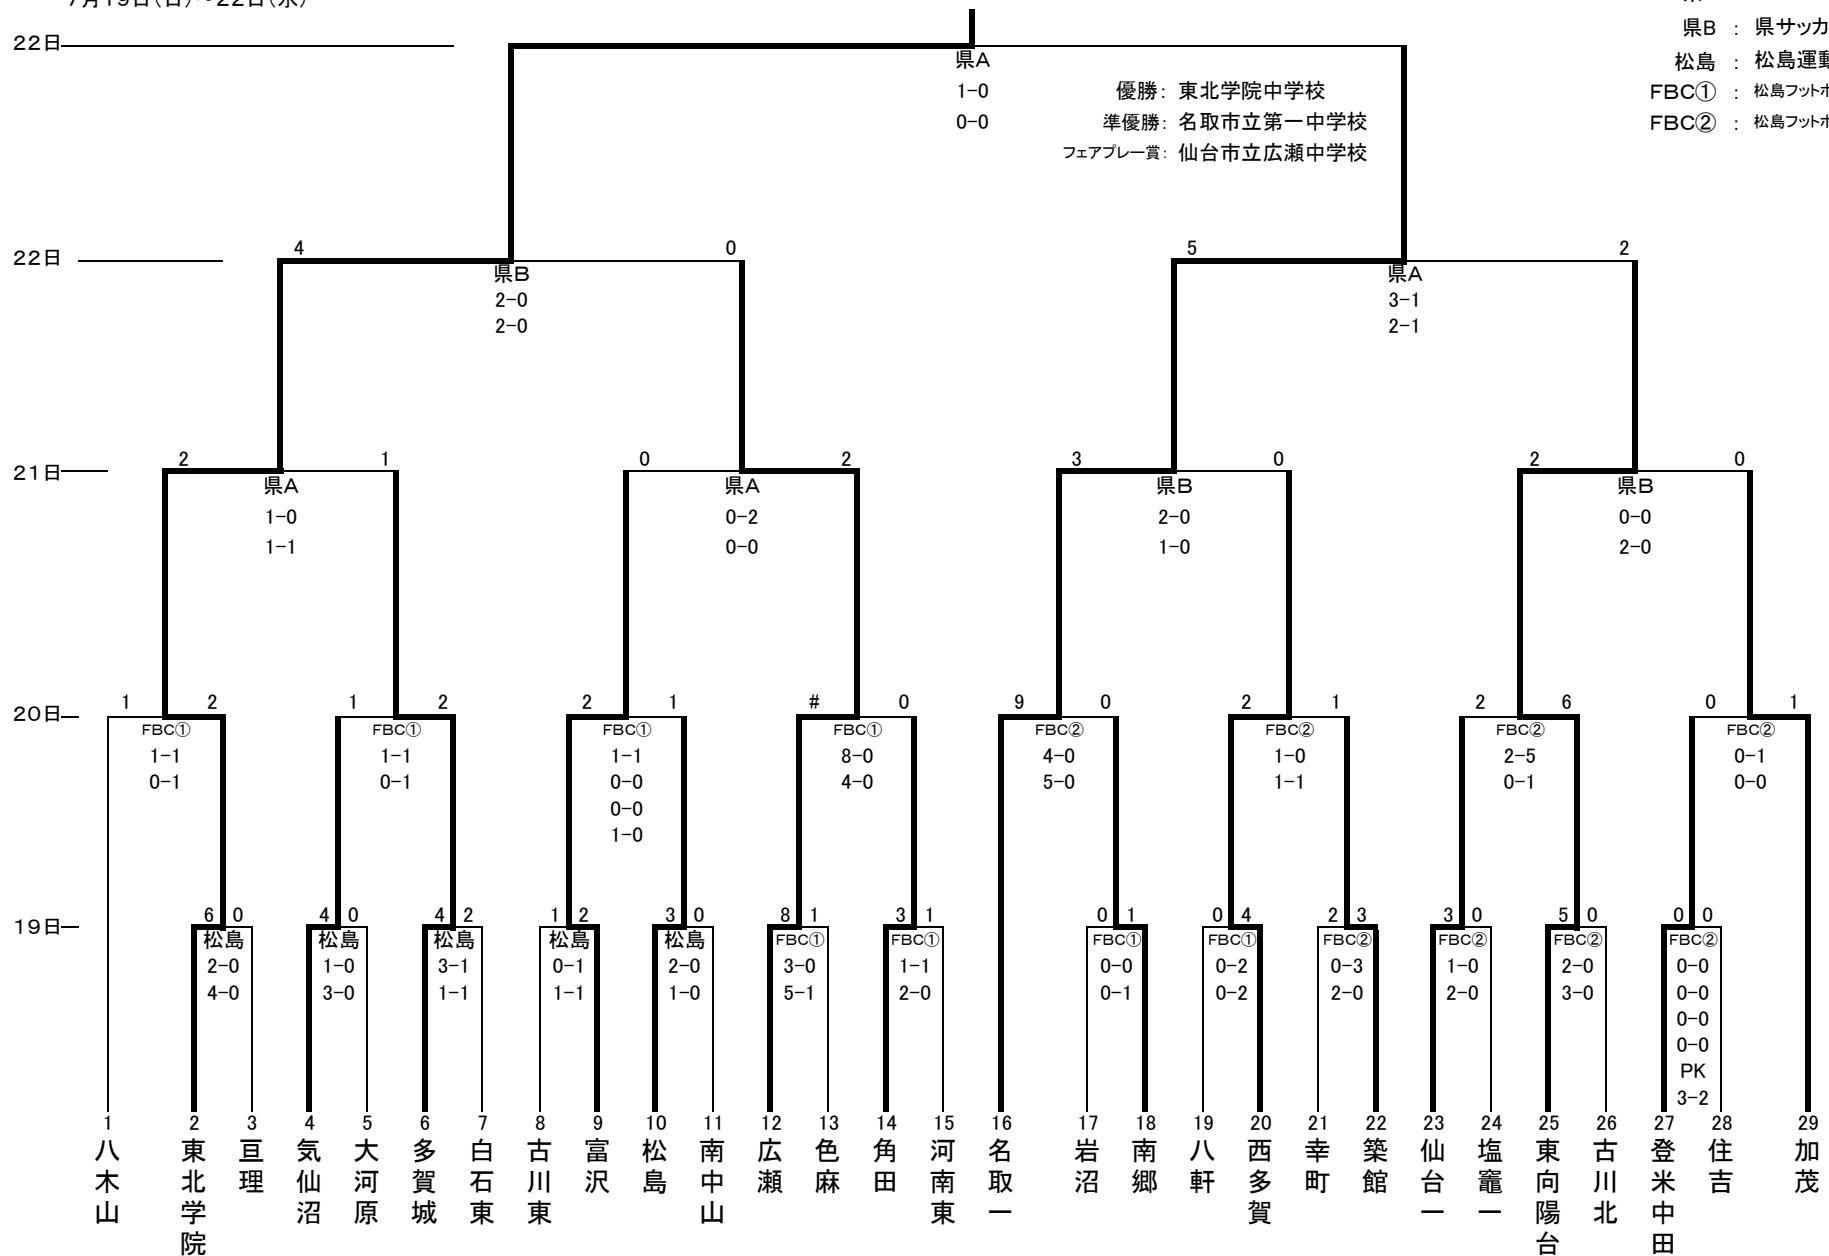 7月19日(日)~22日(水)
県B : 県サッカ
松島 : 松島運動
FBC① : 松島フットボ
FBC② : 松島フットボ
22日
県A
1-0
0-0
優勝: 東北学院中学校
準優勝: 名取市立第一中学校
フェアプレー賞: 仙台市立広瀬中学校
22日
4 0 5 2
県B 県A
2-0 3-1
2-0 2-1
21日
2 1 0 2 3 0 2 0
県A 県A 県B 県B
1-0 0-2 2-0 0-0
1-1 0-0 1-0 2-0
20日
1 2 1 2 2 1 # 0 9 0 2 1 2 6 0 1
FBC① FBC① FBC① FBC① FBC② FBC② FBC② FBC②
1-1 1-1 1-1 8-0 4-0 1-0 2-5 0-1
0-1 0-1 0-0 4-0 5-0 1-1 0-1 0-0
0-0
1-0
19日
6 0 4 0 4 2 1 2 3 0 8 1 3 1 0 1 0 4 2 3 3 0 5 0 0 0
松島 松島 松島 松島 松島 FBC① FBC① FBC① FBC① FBC② FBC② FBC② FBC②
2-0 1-0 3-1 0-1 2-0 3-0 1-1 0-0 0-2 0-3 1-0 2-0 0-0
4-0 3-0 1-1 1-1 1-0 5-1 2-0 0-1 0-2 2-0 2-0 3-0 0-0
0-0
0-0
PK
3-2
1 2 3 4 5 6 7 8 9 10 11 12 13 14 15 16 17 18 19 20 21 22 23 24 25 26 27 28 29
八木山
東北学院
亘理
気仙沼
大河原
多賀城
白石東
古川東
富沢
松島
南中山
広瀬
色麻
角田
河南東
名取一
岩沼
南郷
八軒
西多賀
幸町
築館
仙台一
塩竈一
東向陽台
古川北
登米中田
住吉
加茂